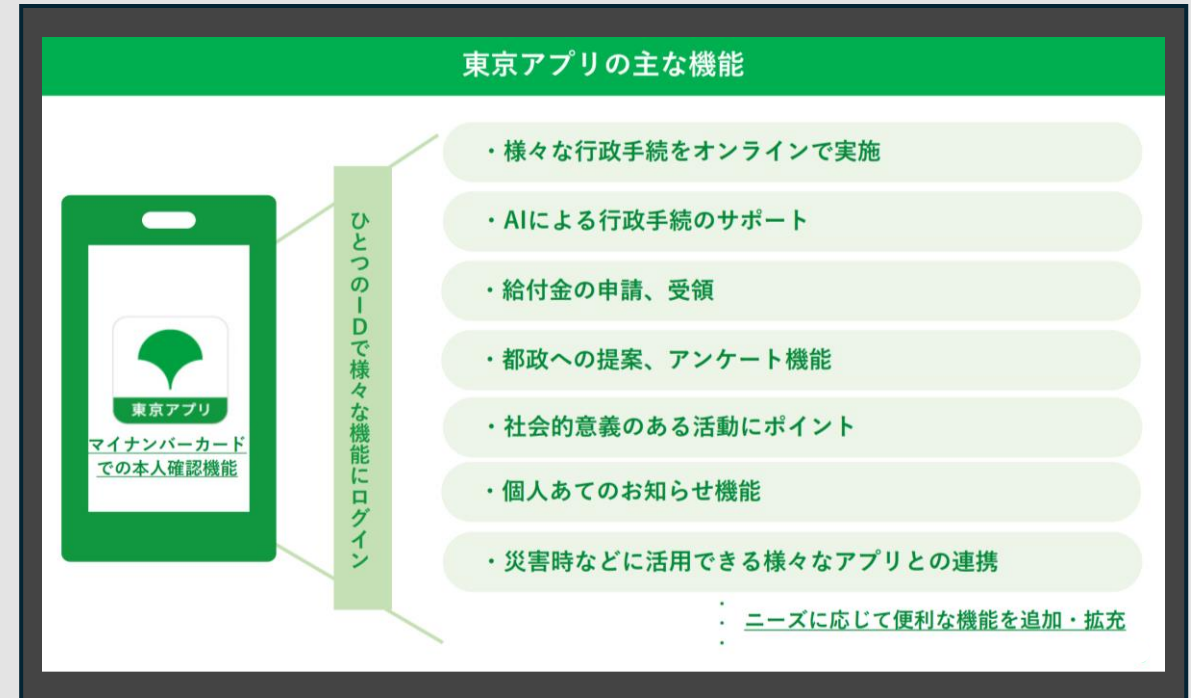 東京アプリの主な機能
東京アプリ
マイナンバーカード
での本人確認機能
ひとつのIDで様々な機能にログイン
・様々な行政手続をオンラインで実施
・AIによる行政手続のサポート
・給付金の申請、受領
・都政への提案、アンケート機能
・社会的意義のある活動にポイント
・個人あてのお知らせ機能
・災害時などに活用できる様々なアプリとの連携
ニーズに応じて便利な機能を追加・拡充